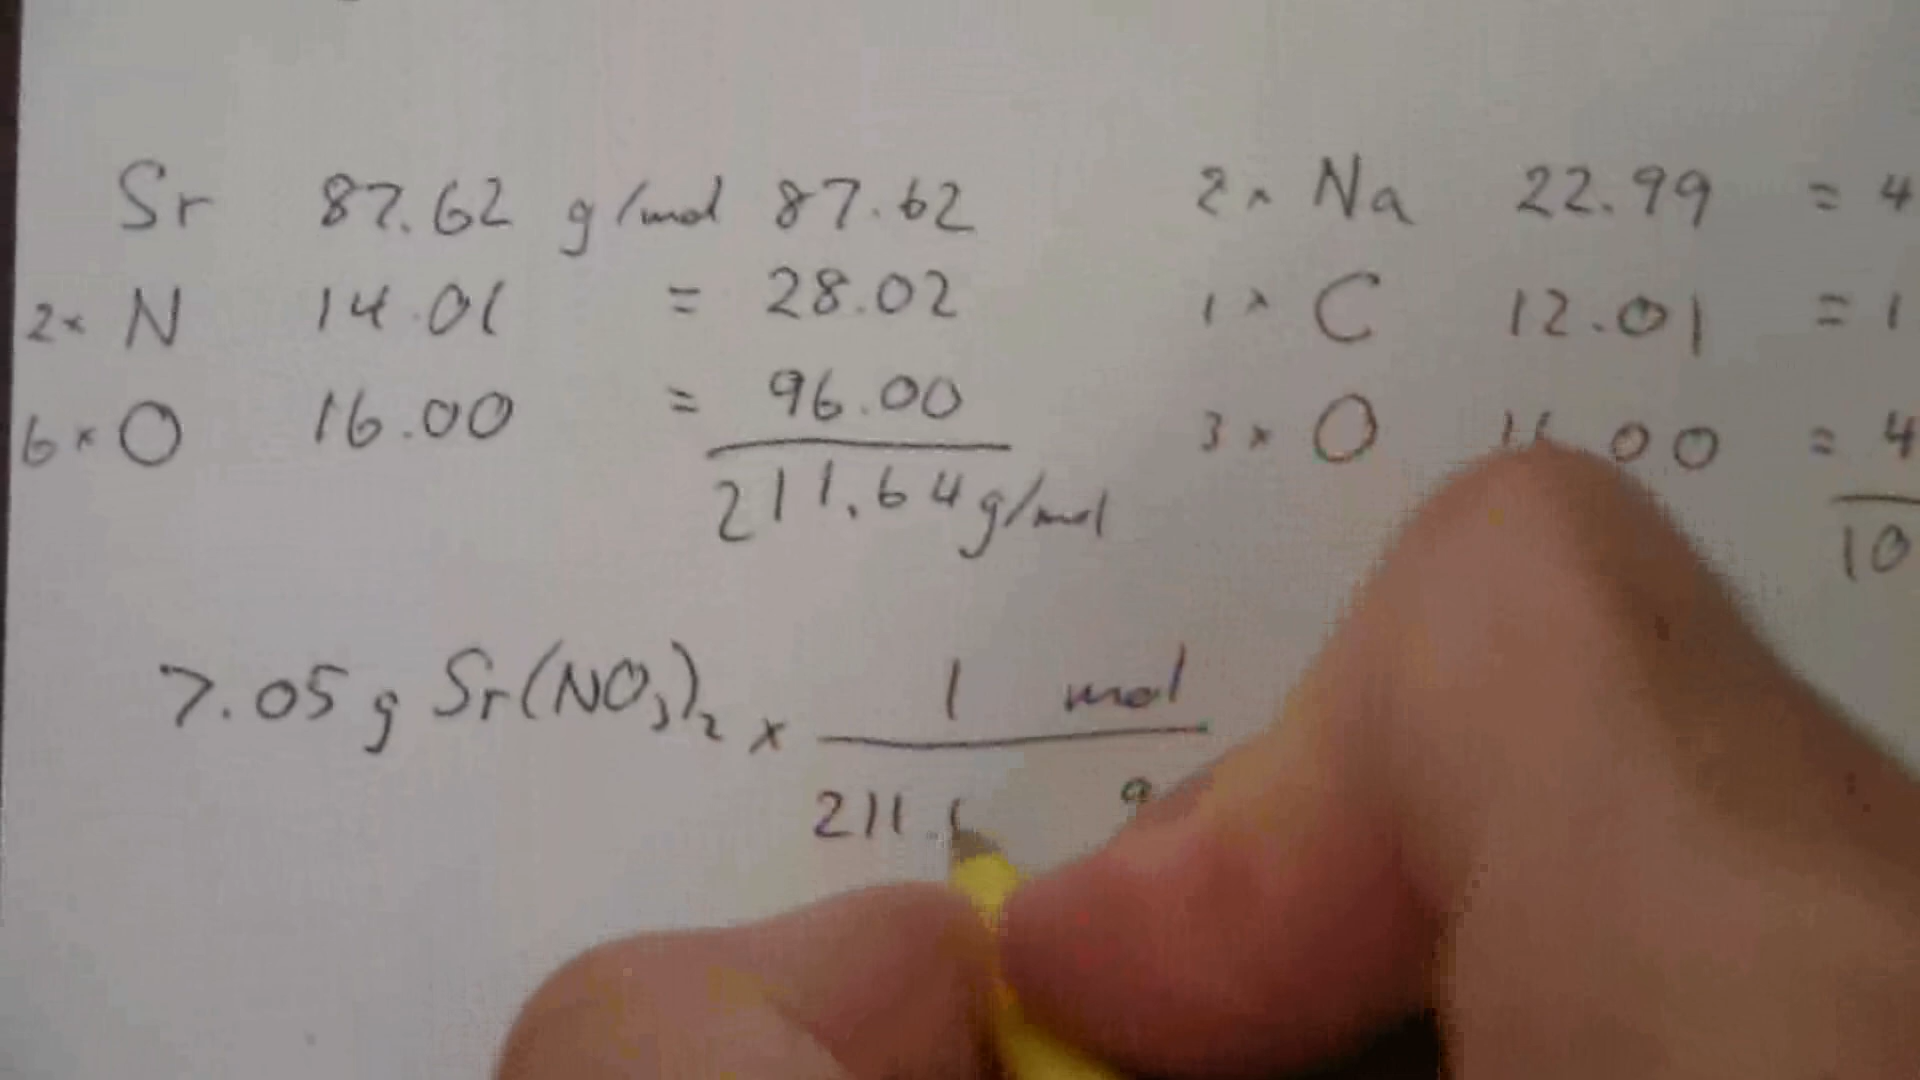 Sr 87.62 g/mol 87.62
2× N 14.01 = 28.02
6× O 16.00 = 96.00
211.64 g/mol
2× Na 22.99 = 4
1× C 12.01 = 1
3× O 00 = 4
10
7.05 g Sr(NO3)2 × 1 mol
211. g